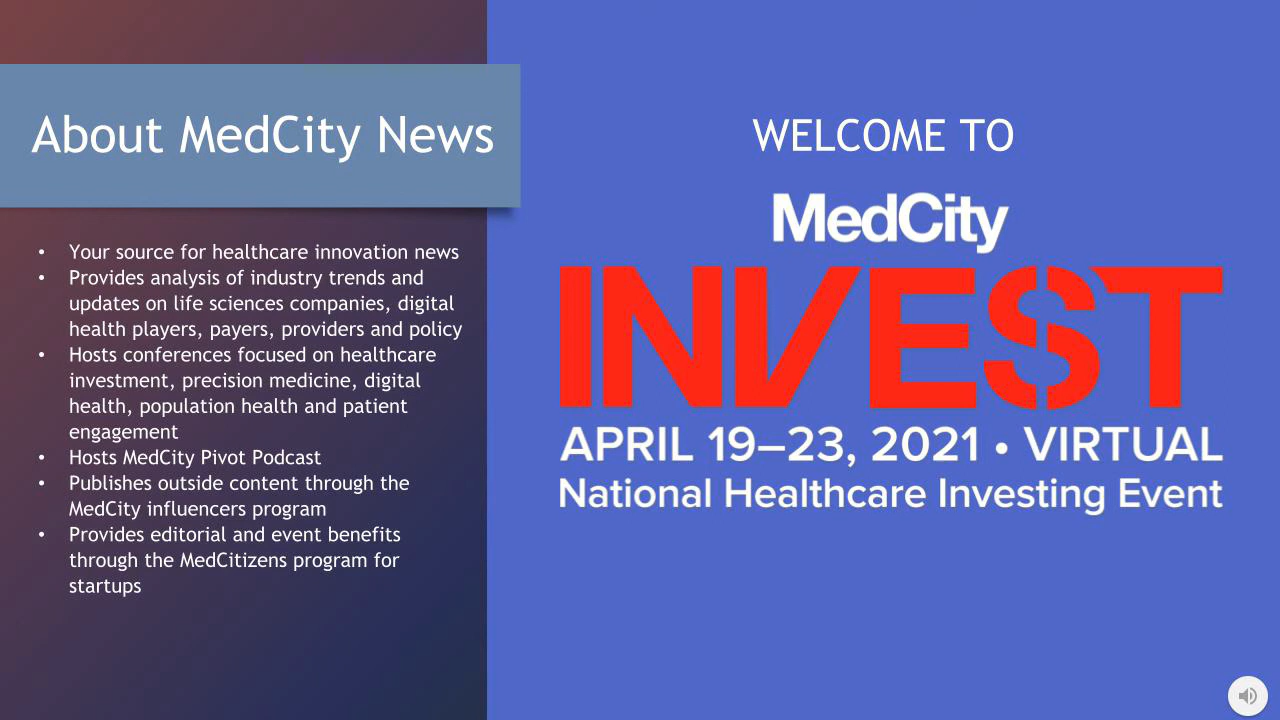 About MedCity News
• Your source for healthcare innovation news
• Provides analysis of industry trends and
updates on life sciences companies, digital
health players, payers, providers and policy
• Hosts conferences focused on healthcare
investment, precision medicine, digital
health, population health and patient
engagement
• Hosts MedCity Pivot Podcast
• Publishes outside content through the
MedCity influencers program
• Provides editorial and event benefits
through the MedCitizens program for
startups
WELCOME TO
MedCity
INVEST
APRIL 19–23, 2021 • VIRTUAL
National Healthcare Investing Event